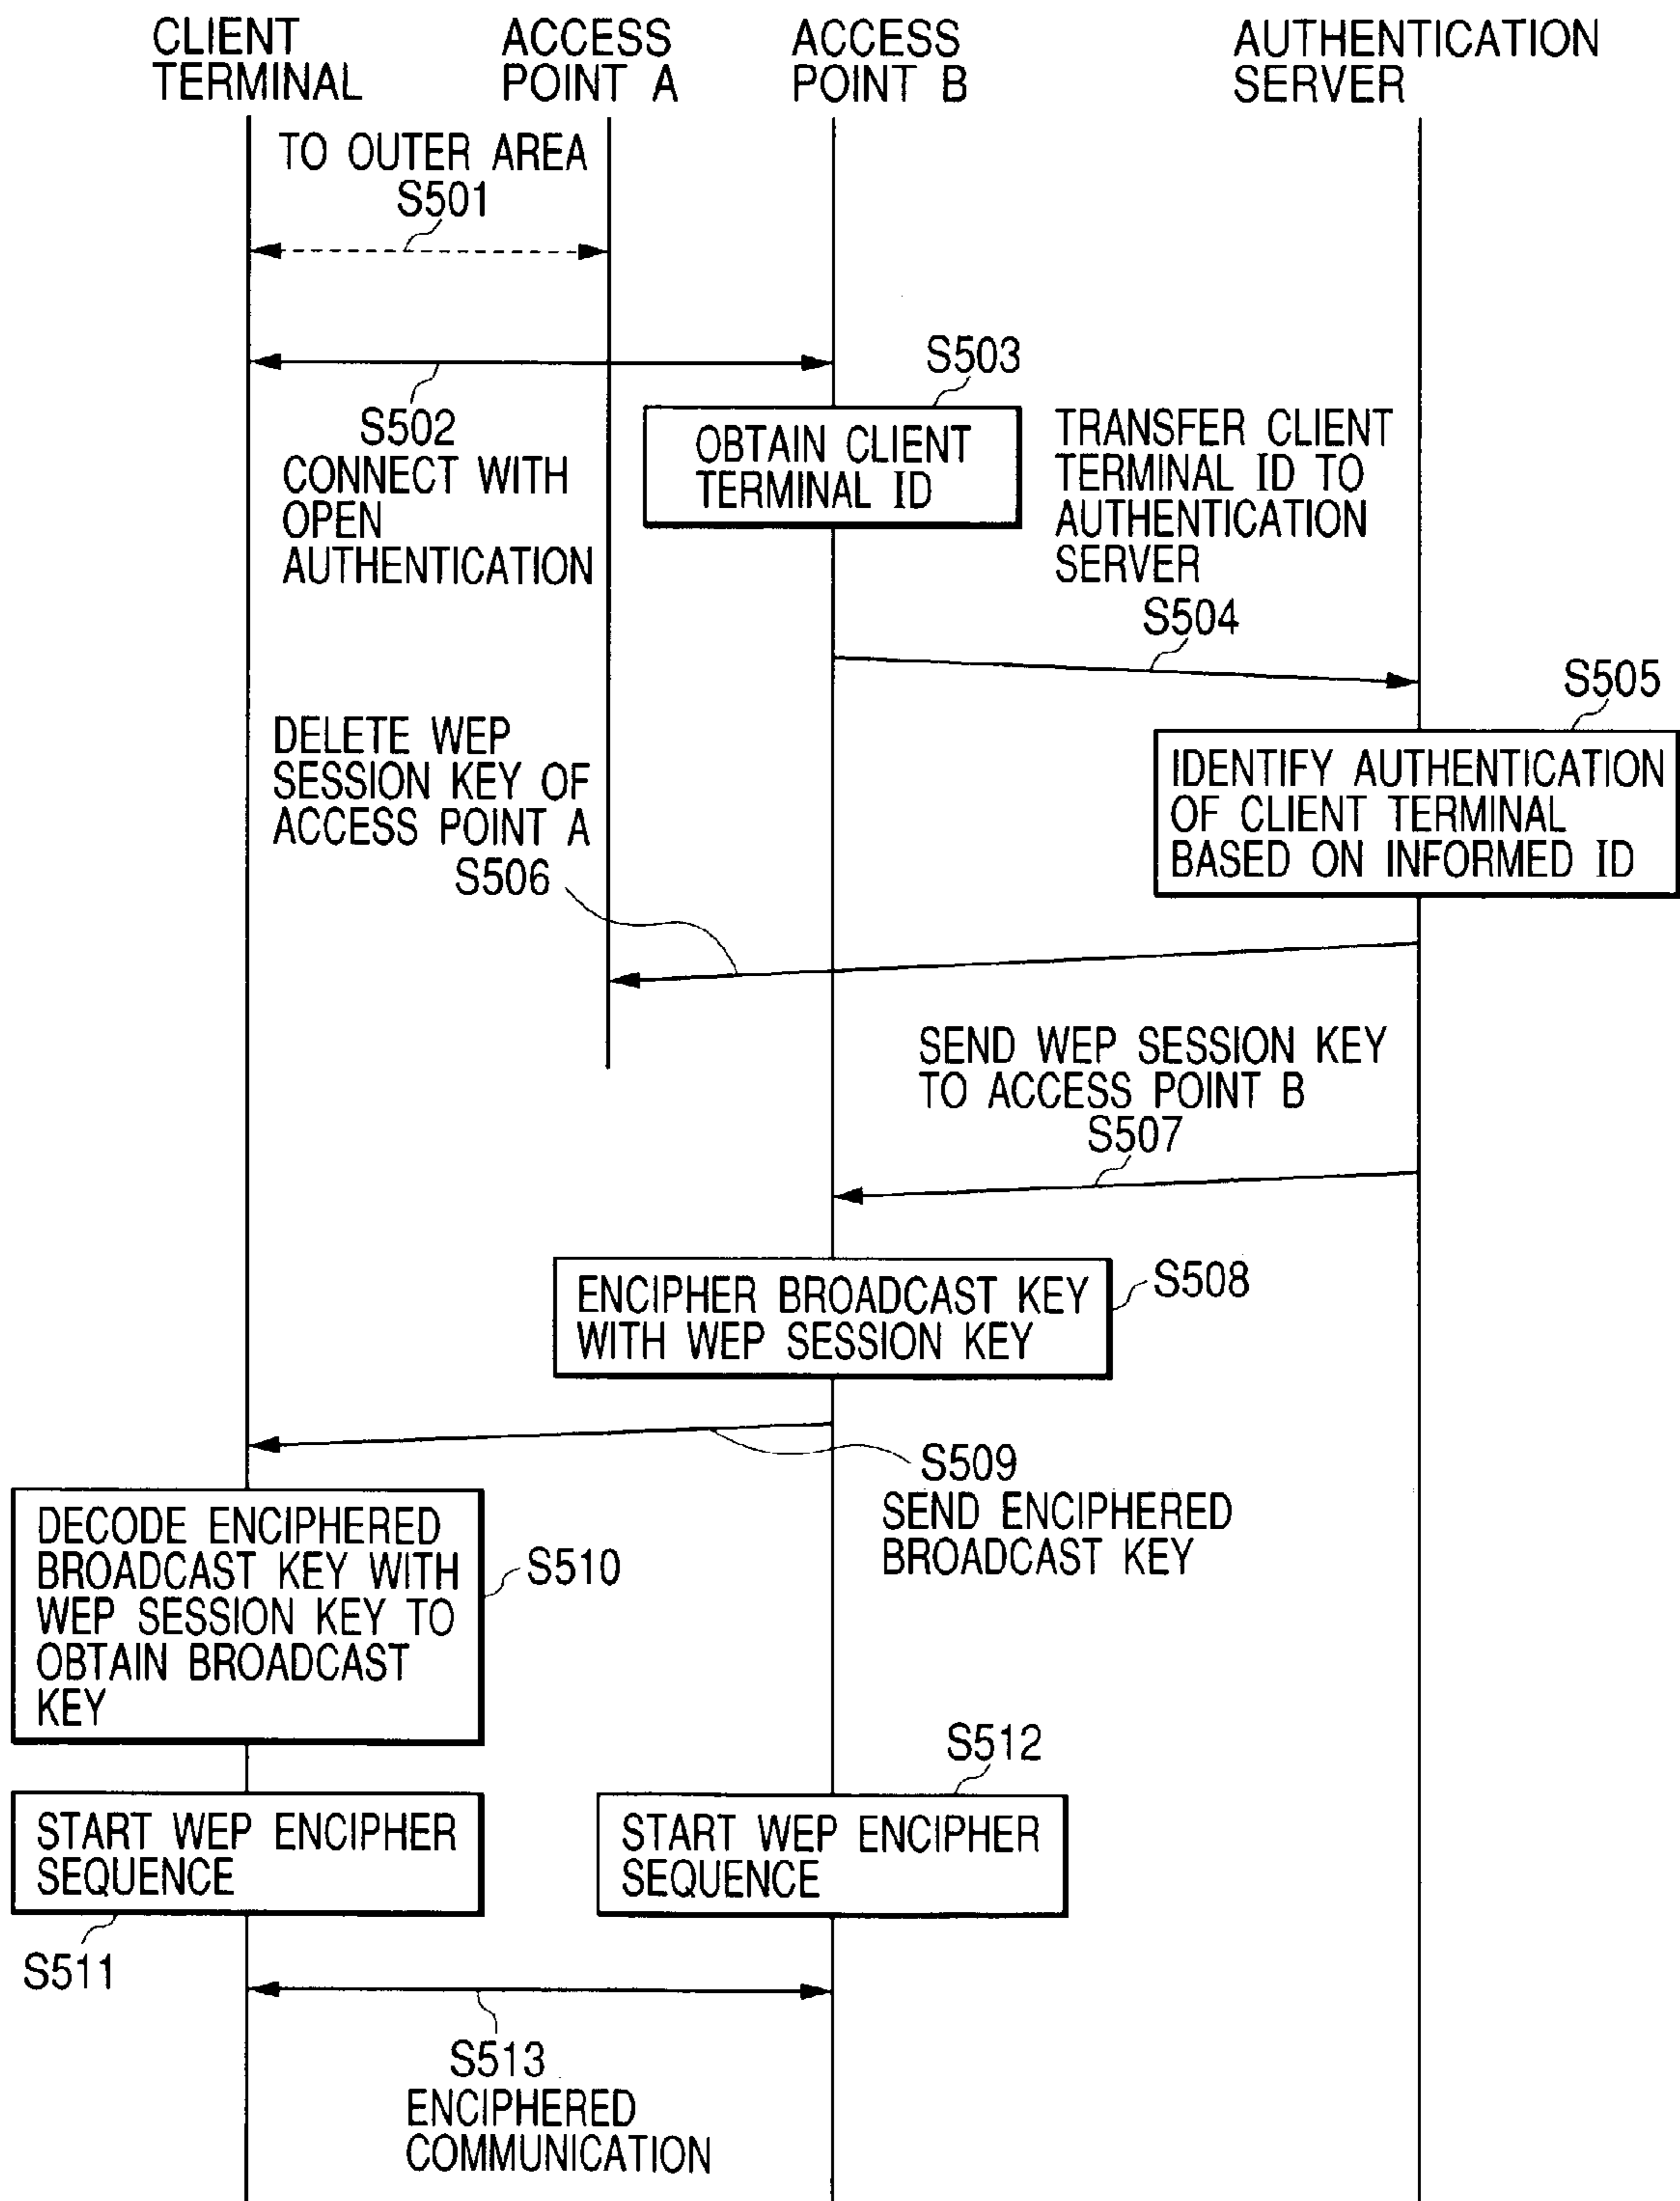 CLIENT
TERMINAL
ACCESS
POINT A
ACCESS
POINT B
AUTHENTICATION
SERVER
TO OUTER AREA
S501
S502
CONNECT WITH
OPEN
AUTHENTICATION
S503
OBTAIN CLIENT
TERMINAL ID
TRANSFER CLIENT
TERMINAL ID TO
AUTHENTICATION
SERVER
S504
S505
IDENTIFY AUTHENTICATION
OF CLIENT TERMINAL
BASED ON INFORMED ID
DELETE WEP
SESSION KEY OF
ACCESS POINT A
S506
SEND WEP SESSION KEY
TO ACCESS POINT B
S507
ENCIPHER BROADCAST KEY
WITH WEP SESSION KEY
S508
S509
SEND ENCIPHERED
BROADCAST KEY
DECODE ENCIPHERED
BROADCAST KEY WITH
WEP SESSION KEY TO
OBTAIN BROADCAST
KEY
S510
S512
START WEP ENCIPHER
SEQUENCE
START WEP ENCIPHER
SEQUENCE
S511
S513
ENCIPHERED
COMMUNICATION